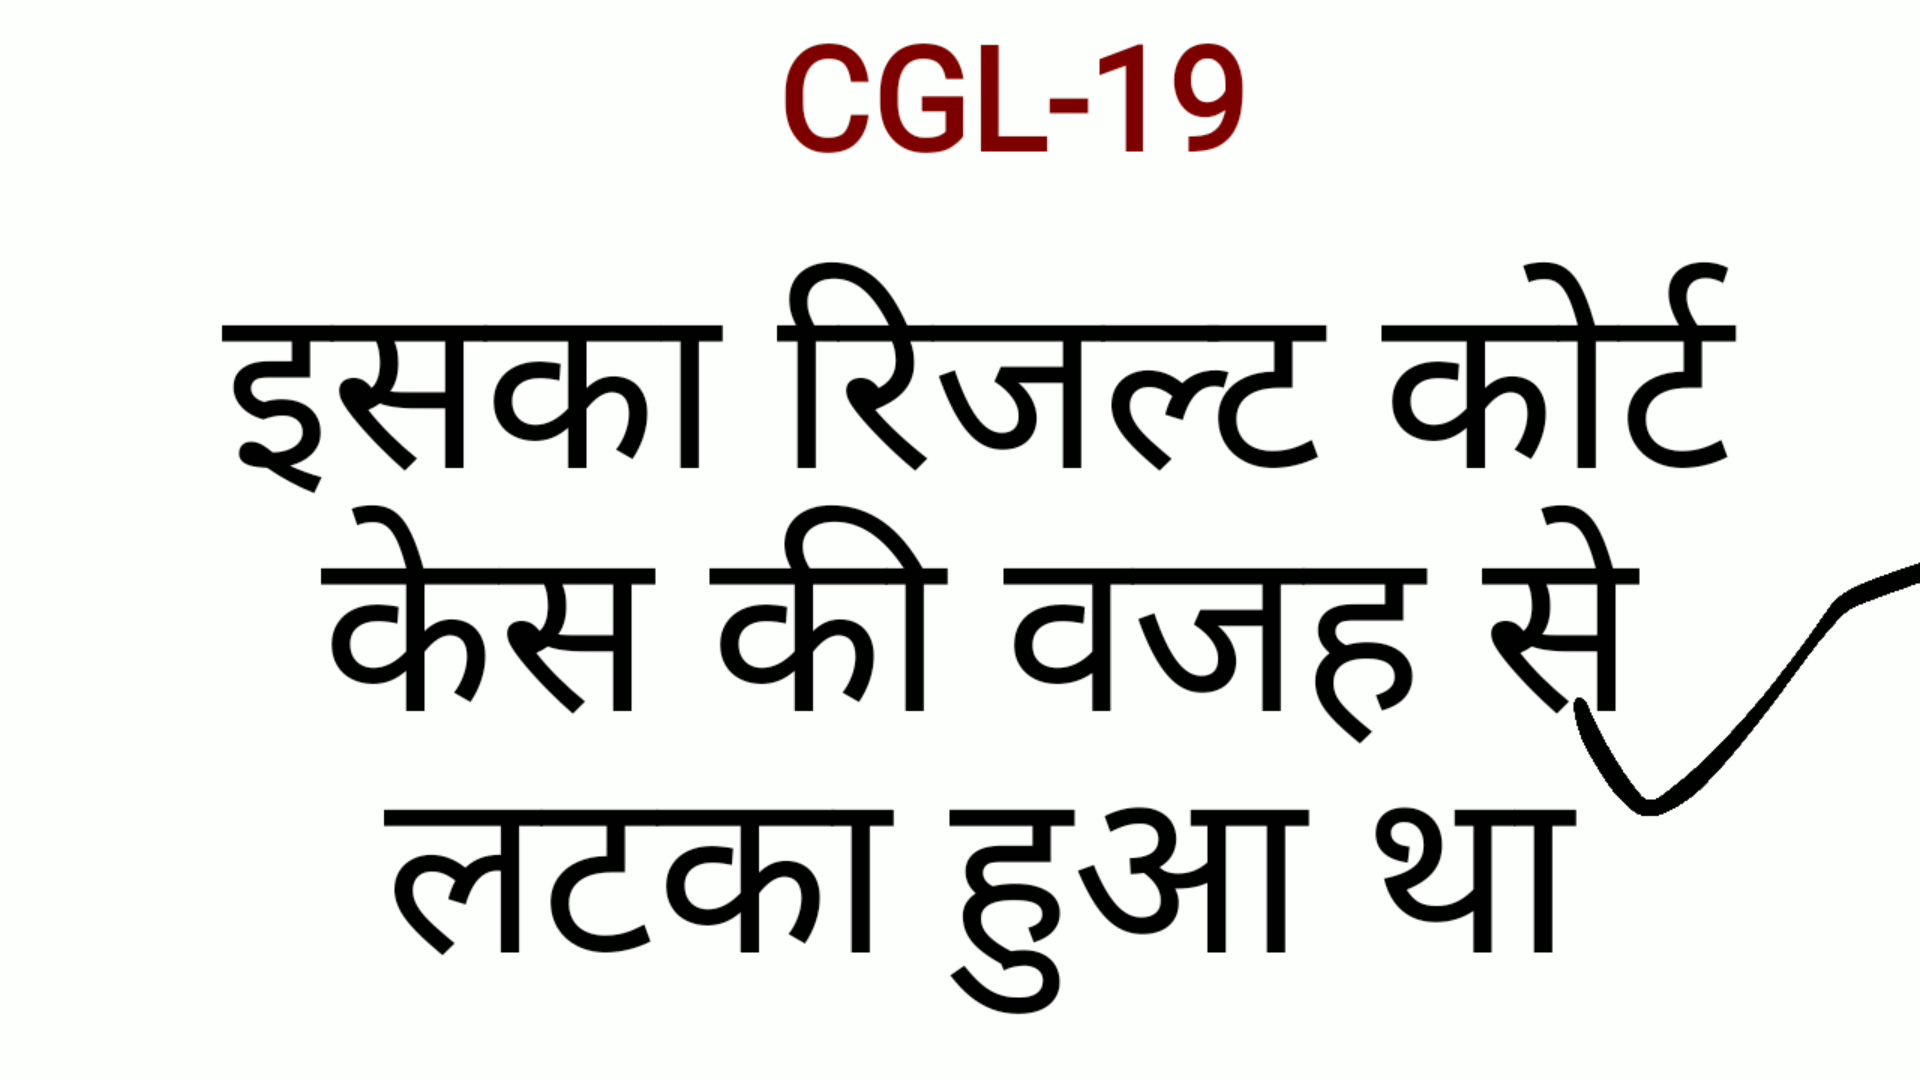 CGL-19
इसका रिजल्ट कोर्ट
केस की वजह से
लटका हुआ था